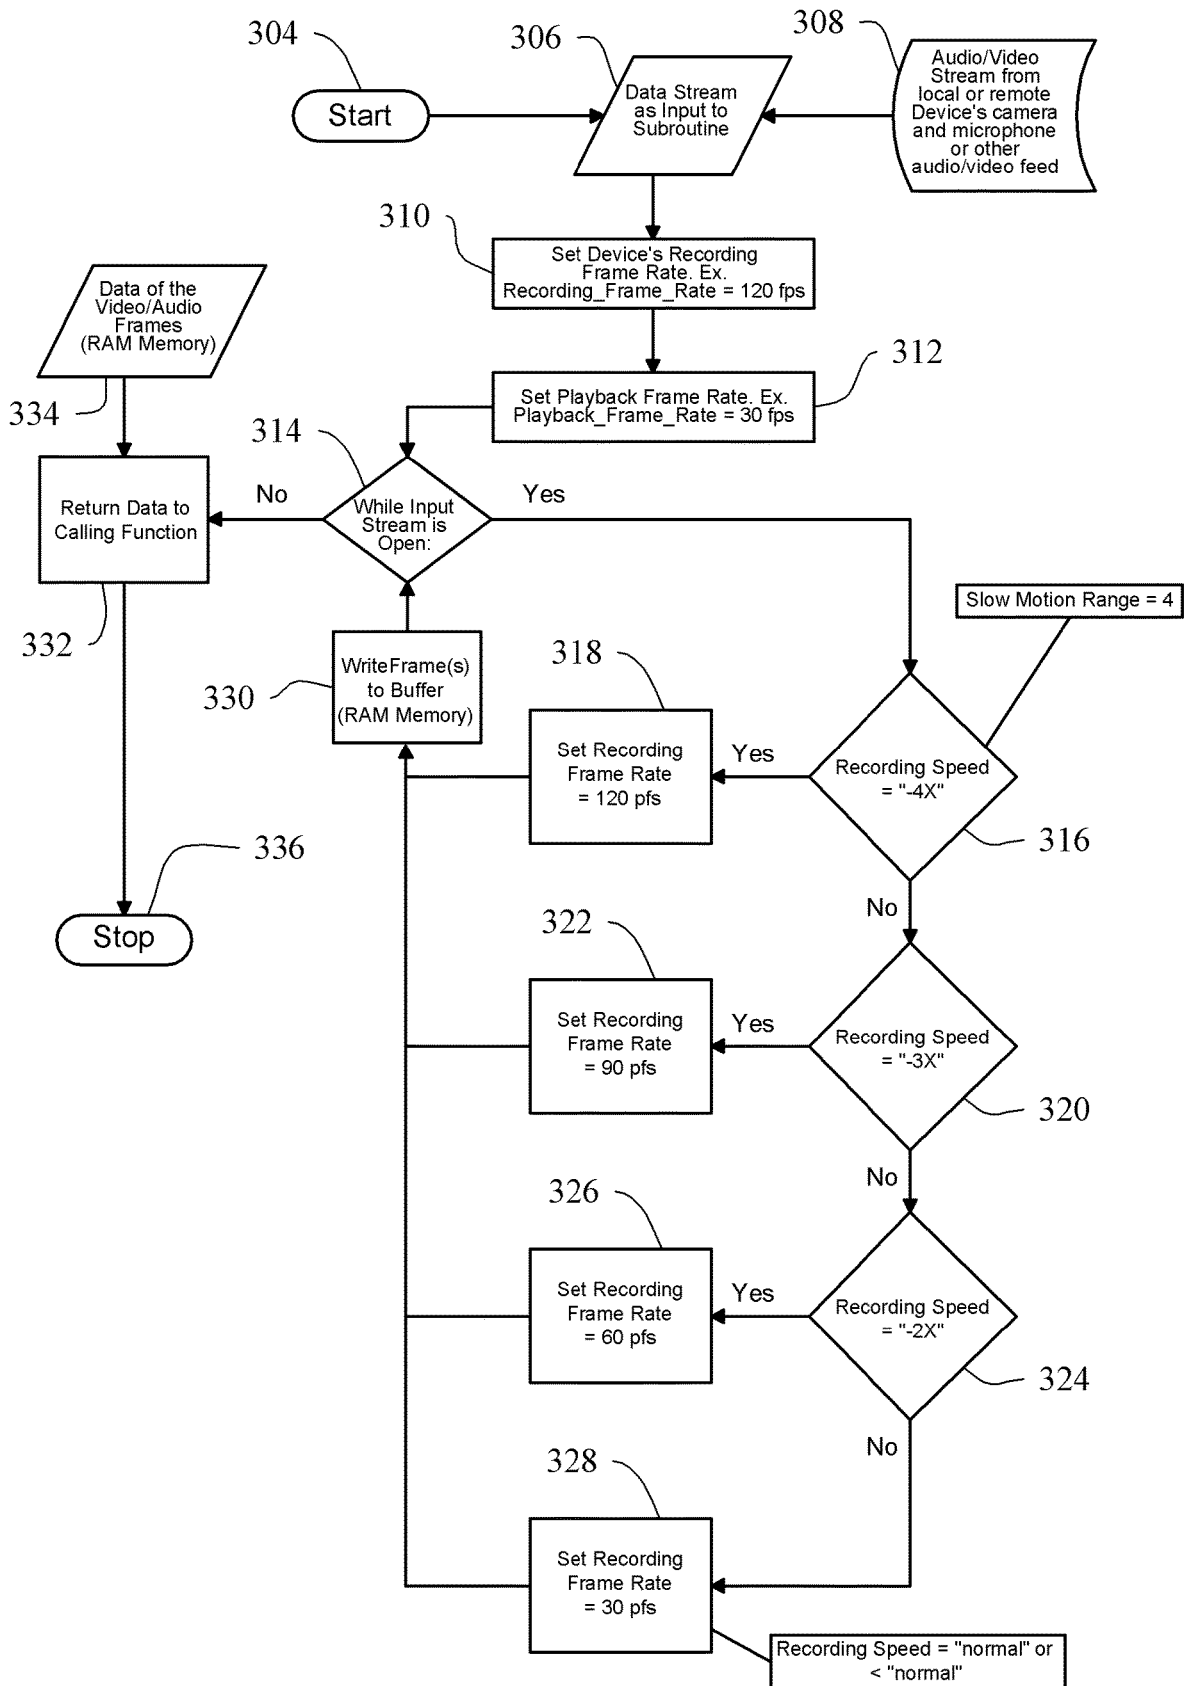 304
Start
306
Data Stream
as Input to
Subroutine
308
Audio/Video
Stream from
local or remote
Device's camera
and microphone
or other
audio/video feed
310
Set Device's Recording
Frame Rate. Ex.
Recording_Frame_Rate = 120 fps
312
Set Playback Frame Rate. Ex.
Playback_Frame_Rate = 30 fps
Data of the
Video/Audio
Frames
(RAM Memory)
334
314
While Input
Stream is
Open:
No
Yes
Return Data to
Calling Function
332
Slow Motion Range = 4
330
WriteFrame(s)
to Buffer
(RAM Memory)
318
Set Recording
Frame Rate
= 120 pfs
Yes
Recording Speed
= "-4X"
316
No
336
Stop
322
Set Recording
Frame Rate
= 90 pfs
Yes
Recording Speed
= "-3X"
320
No
326
Set Recording
Frame Rate
= 60 pfs
Yes
Recording Speed
= "-2X"
324
No
328
Set Recording
Frame Rate
= 30 pfs
Recording Speed = "normal" or
< "normal"